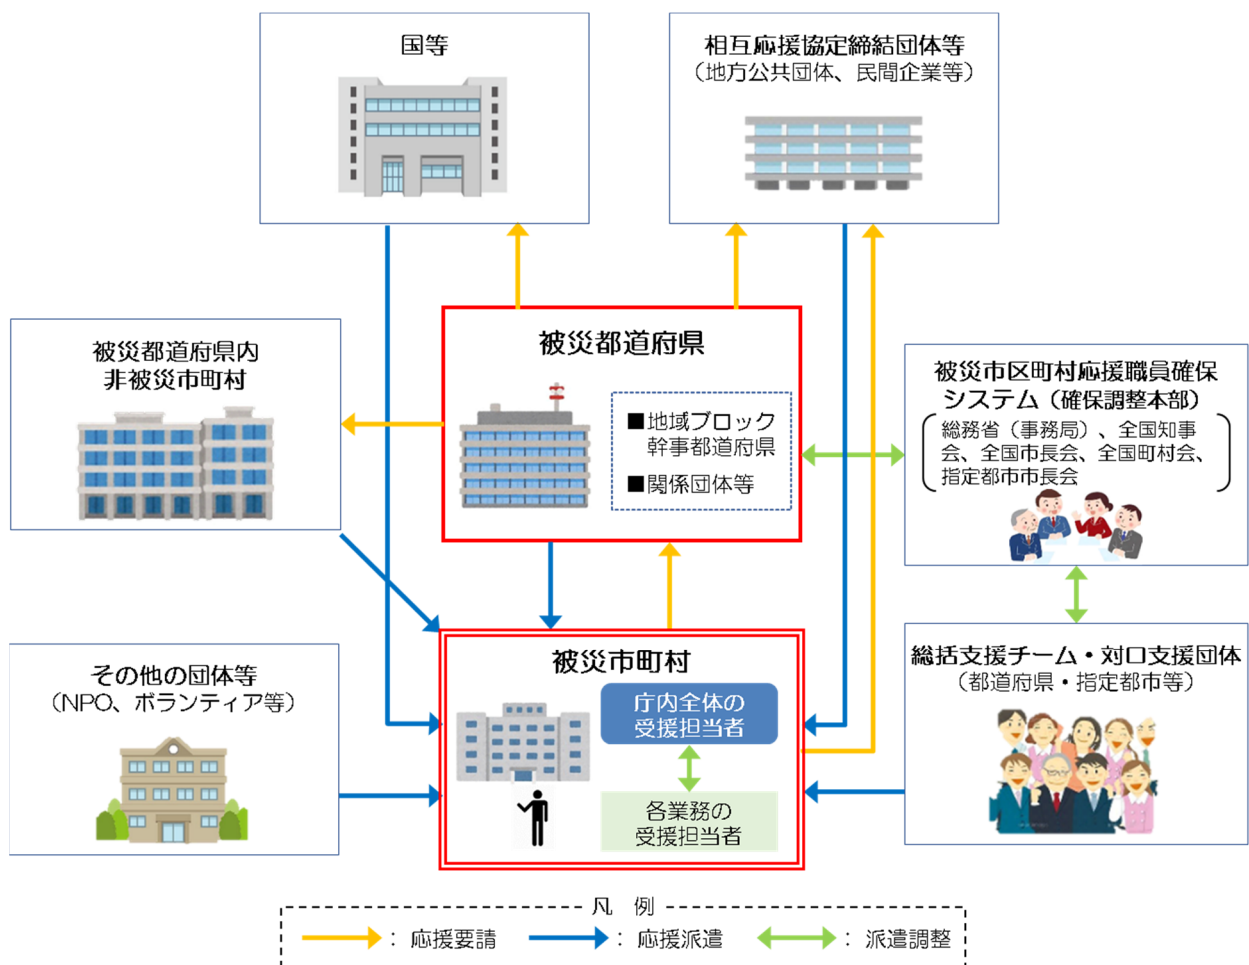 国等
相互応援協定締結団体等
（地方公共団体、民間企業等）
被災都道府県
■地域ブロック
幹事都道府県
■関係団体等
被災都道府県内
非被災市町村
被災市区町村応援職員確保
システム（確保調整本部）
総務省（事務局）、全国知事
会、全国市長会、全国町村会、
指定都市市長会
その他の団体等
（NPO、ボランティア等）
被災市町村
庁内全体の
受援担当者
各業務の
受援担当者
総括支援チーム・対口支援団体
（都道府県・指定都市等）
凡 例
：応援要請
：応援派遣
：派遣調整